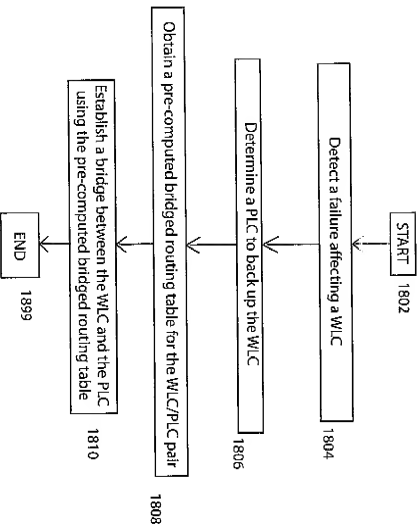 START
1802
Detect a failure affecting a WLC
1804
Determine a PLC to back up the WLC
1806
Obtain a pre-computed bridged routing table for the WLC/PLC pair
1808
Establish a bridge between the WLC and the PLC
using the pre-computed bridged routing table
1810
END
1899